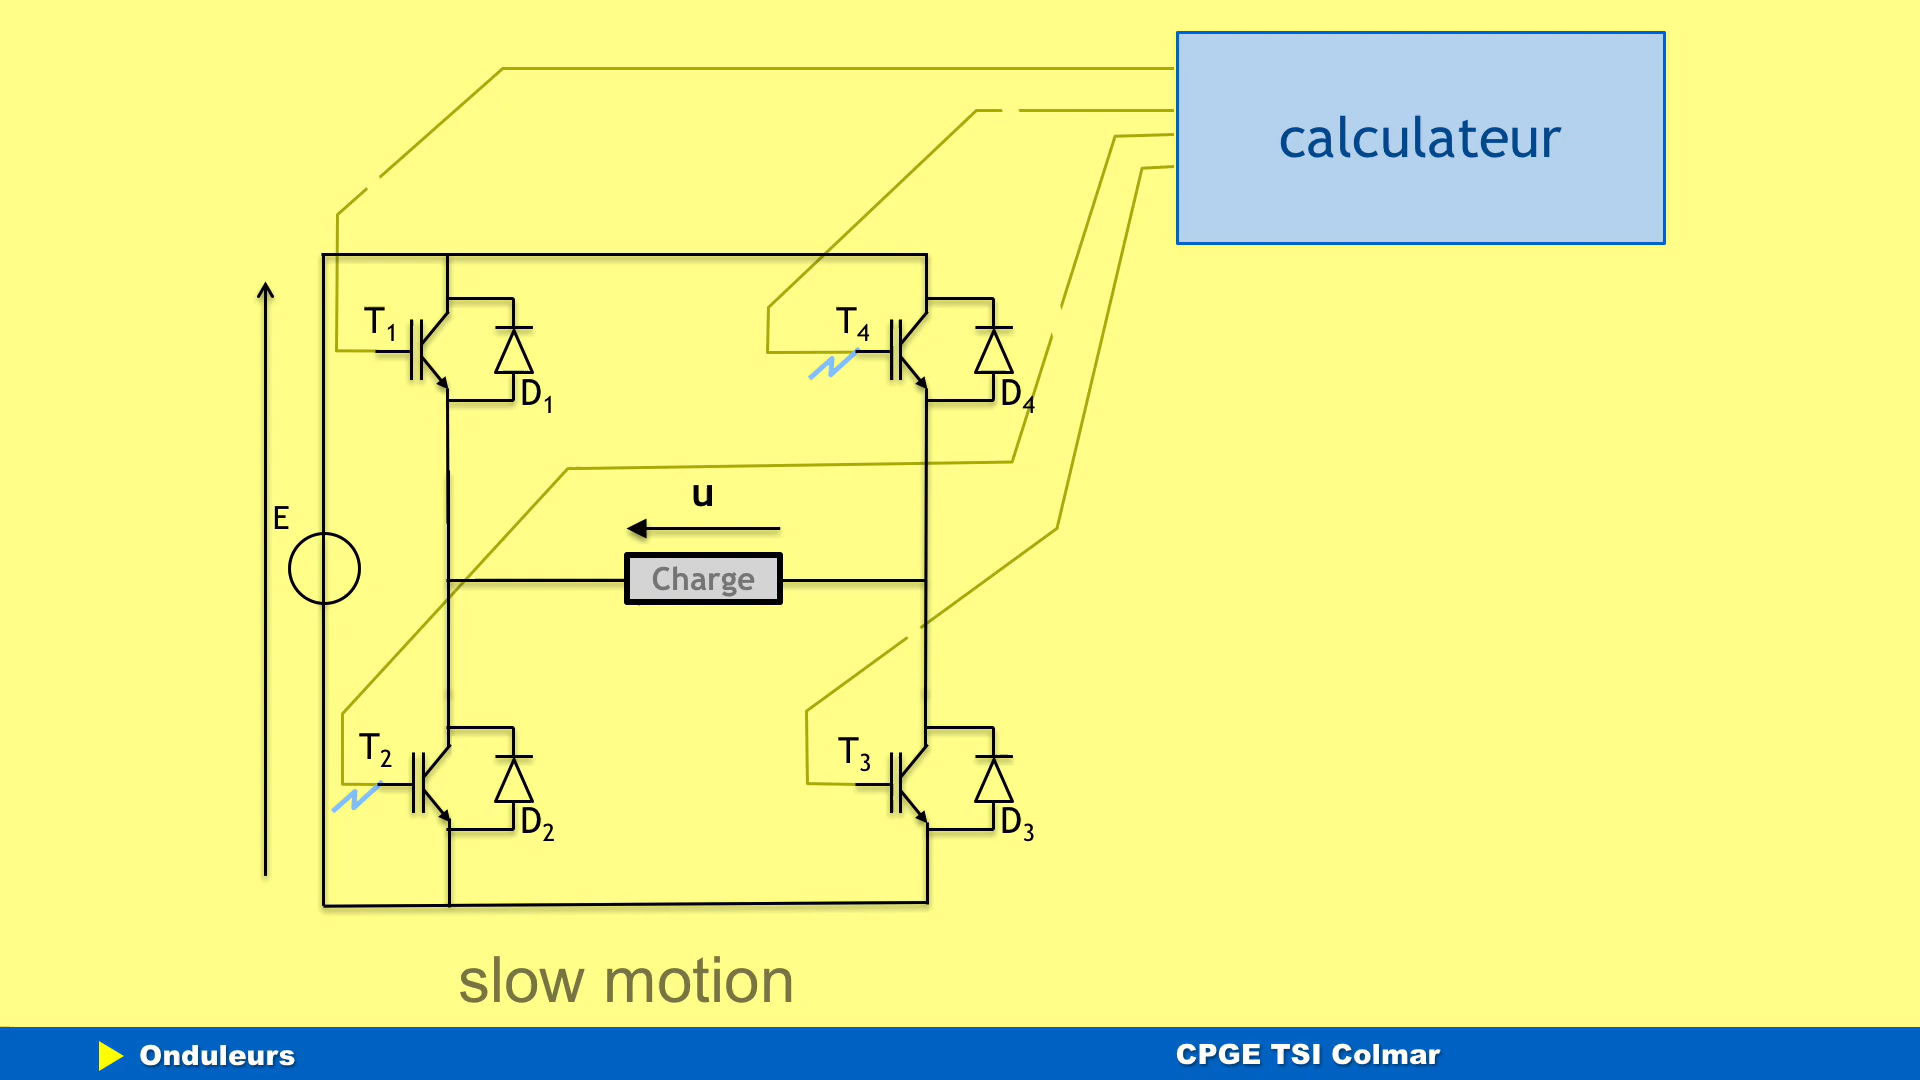 calculateur
T1
D1
T4
D4
u
E
Charge
T2
D2
T3
D3
slow motion
Onduleurs
CPGE TSI Colmar